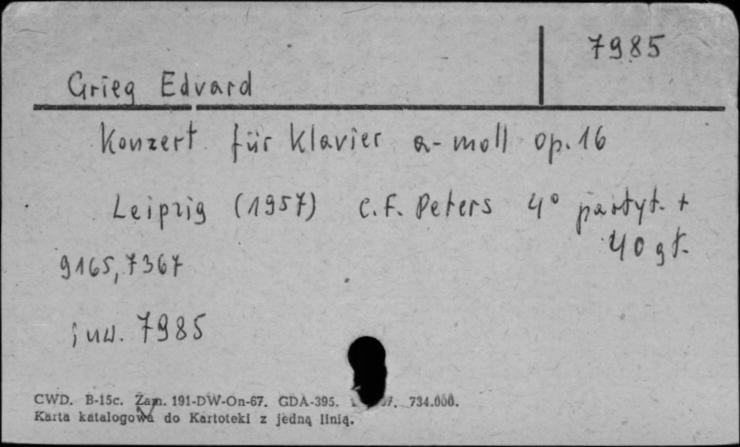 7985
Grieg Edvard
Konzert für Klavier a-moll op. 16
Leipzig (1957) C.F. Peters 4° partyt. +
40 gł.
9165, 7367
inw. 7985
CWD. B-15c. Zam. 191-DW-On-67. GDA-395. 734.000.
Karta katalogowa do Kartoteki z jedną linią.